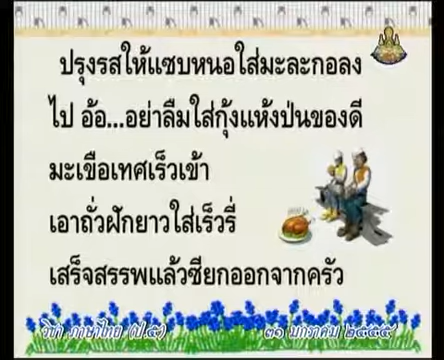 ปรุงรสให้แซบหนอใส่มะละกอลง
ไป อ้อ...อย่าลืมใส่กุ้งแห้งป่นของดี
มะเขือเทศเร็วเข้า
เอาถั่วฝักยาวใส่เร็วรี่
เสร็จสรรพแล้วซียกออกจากครัว
วิชา ภาษาไทย (ป.๕) ๓๑ มกราคม ๒๕๕๕